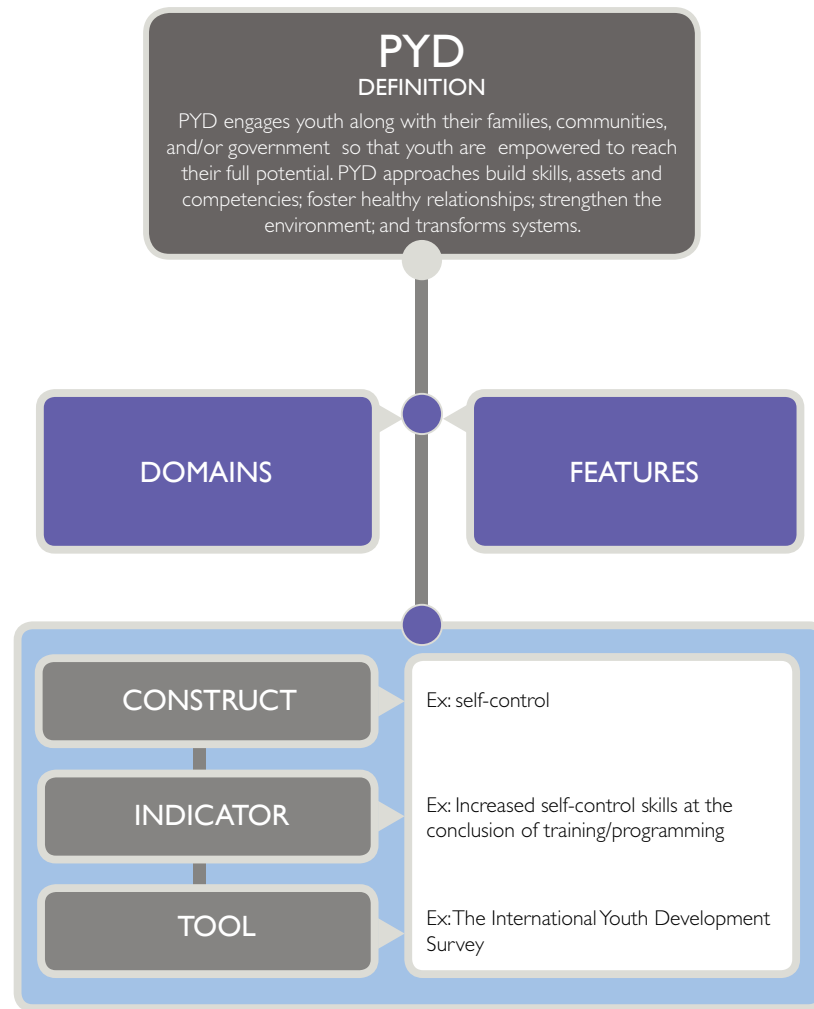 PYD
DEFINITION
PYD engages youth along with their families, communities,
and/or government so that youth are empowered to reach
their full potential. PYD approaches build skills, assets and
competencies; foster healthy relationships; strengthen the
environment; and transforms systems.
DOMAINS
FEATURES
CONSTRUCT
Ex: self-control
INDICATOR
Ex: Increased self-control skills at the
conclusion of training/programming
TOOL
Ex: The International Youth Development
Survey